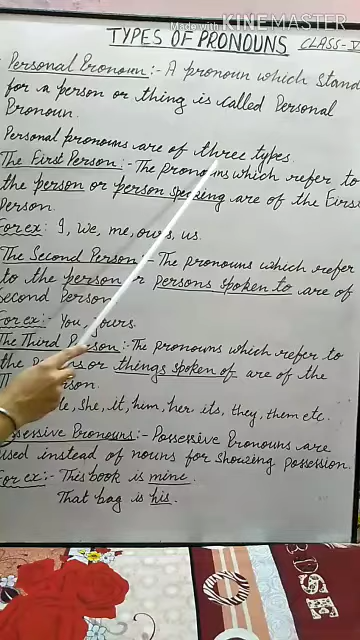 Made with KINEMASTER
TYPES OF PRONOUNS CLASS-V
Personal Pronoun:- A pronoun which stand
for a person or thing is called Personal
Pronoun.
Personal pronouns are of three types.
The First Person:- The pronouns which refer to
the person or person speaking are of the First
Person.
For ex: I, we, me, ours, us.
The Second Person:- The pronouns which refer
to the person or persons spoken to are of
Second Person
For ex:- You,
The Third Person:- The pronouns which refer to
the or things spoken of are of the
she, it, him, her, its, they, them etc.
Possessive Pronouns:- Possessive Pronouns are
used instead of nouns for showing possession.
For ex:- This book is mine.
That bag is his.